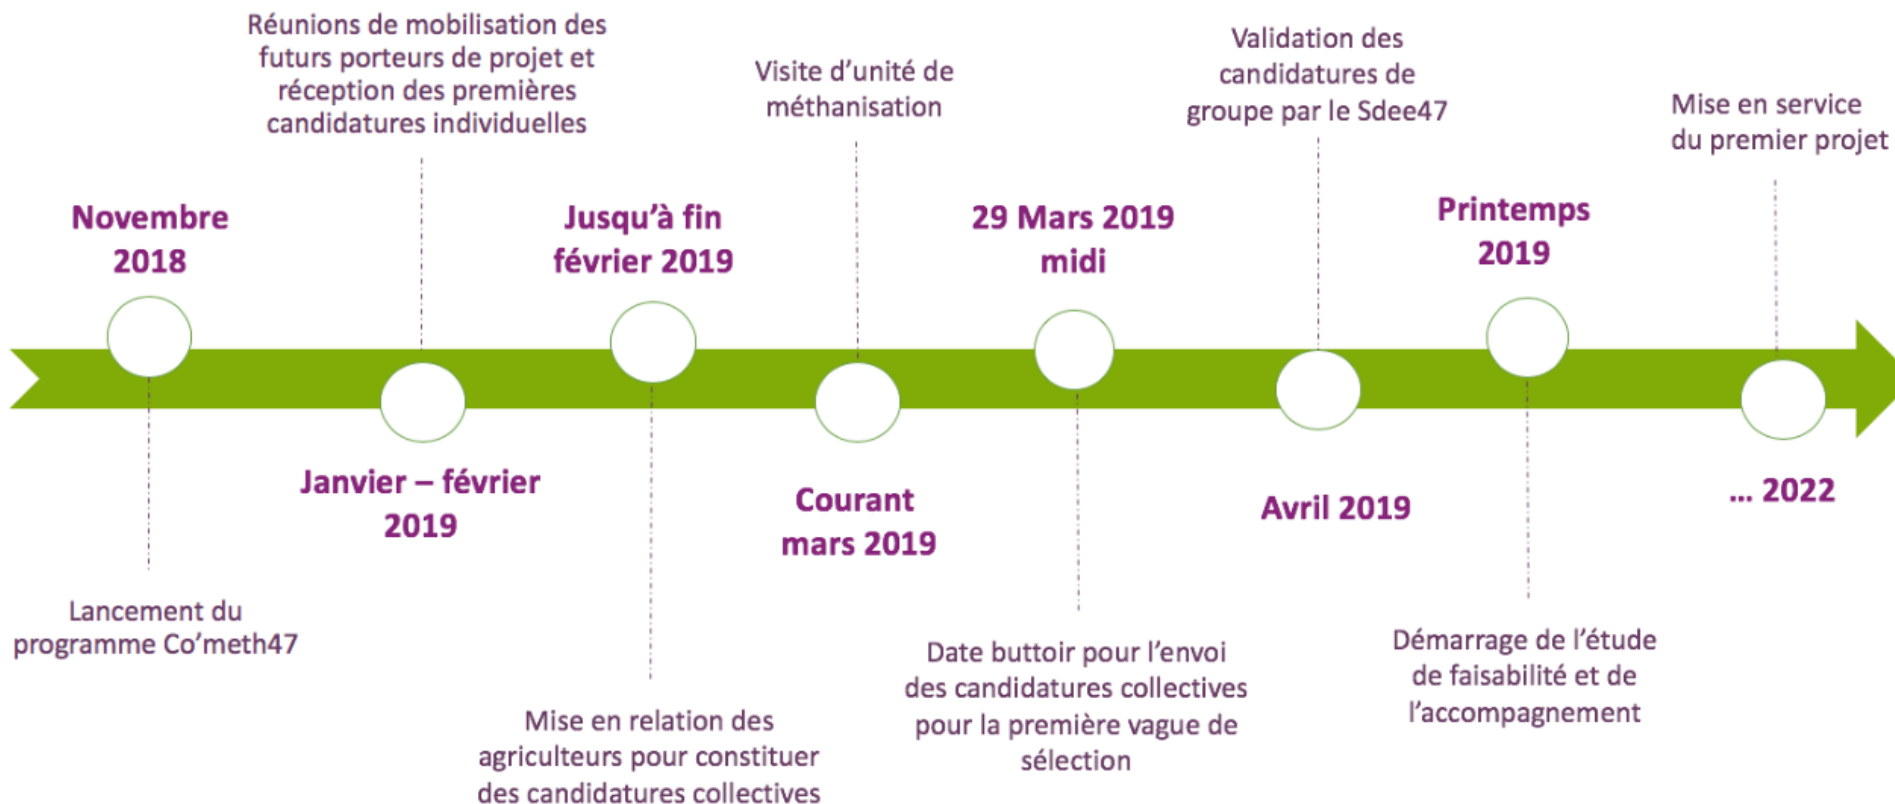 Novembre
2018
Lancement du
programme Co'meth47
Réunions de mobilisation des
futurs porteurs de projet et
réception des premières
candidatures individuelles
Janvier – février
2019
Jusqu'à fin
février 2019
Mise en relation des
agriculteurs pour constituer
des candidatures collectives
Visite d'unité de
méthanisation
Courant
mars 2019
29 Mars 2019
midi
Date buttoir pour l'envoi
des candidatures collectives
pour la première vague de
sélection
Validation des
candidatures de
groupe par le Sdee47
Avril 2019
Printemps
2019
Démarrage de l'étude
de faisabilité et de
l'accompagnement
Mise en service
du premier projet
... 2022